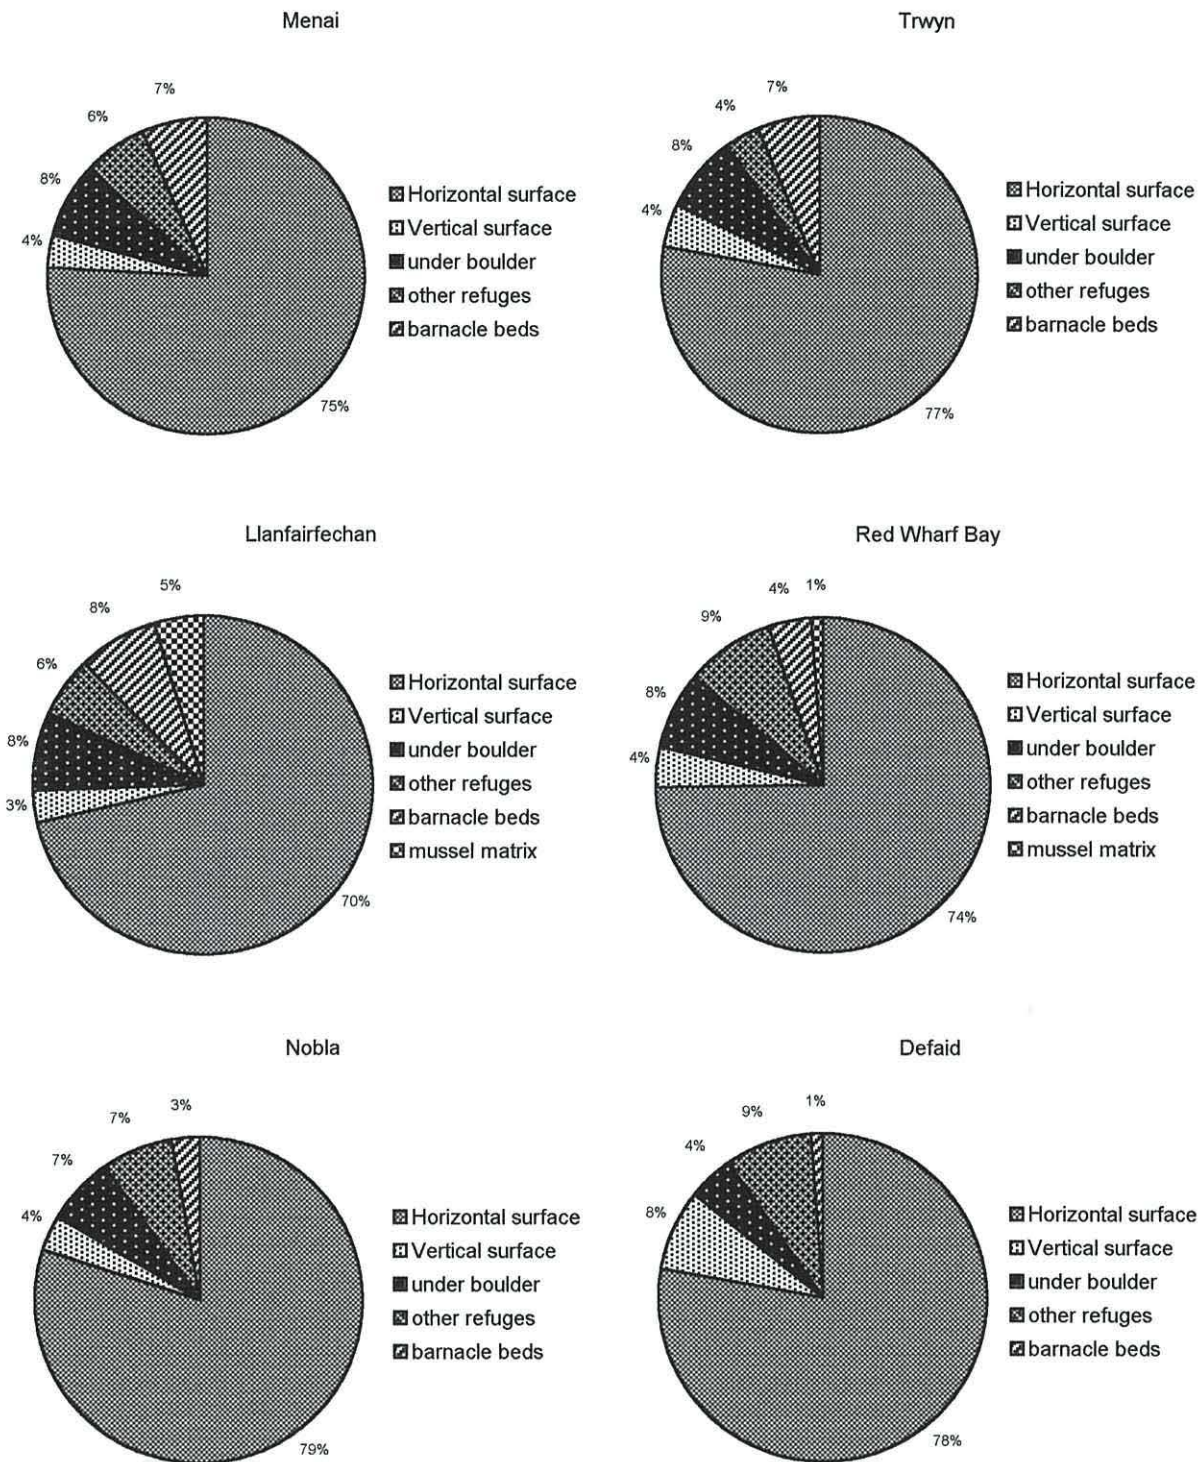 Menai
7%
6%
8%
4%
75%
Horizontal surface
Vertical surface
under boulder
other refuges
barnacle beds
Trwyn
7%
4%
8%
4%
77%
Horizontal surface
Vertical surface
under boulder
other refuges
barnacle beds
Llanfairfechan
5%
8%
6%
8%
3%
70%
Horizontal surface
Vertical surface
under boulder
other refuges
barnacle beds
mussel matrix
Red Wharf Bay
4% 1%
9%
8%
4%
74%
Horizontal surface
Vertical surface
under boulder
other refuges
barnacle beds
mussel matrix
Nobla
3%
7%
7%
4%
79%
Horizontal surface
Vertical surface
under boulder
other refuges
barnacle beds
Defaid
1%
9%
4%
8%
78%
Horizontal surface
Vertical surface
under boulder
other refuges
barnacle beds